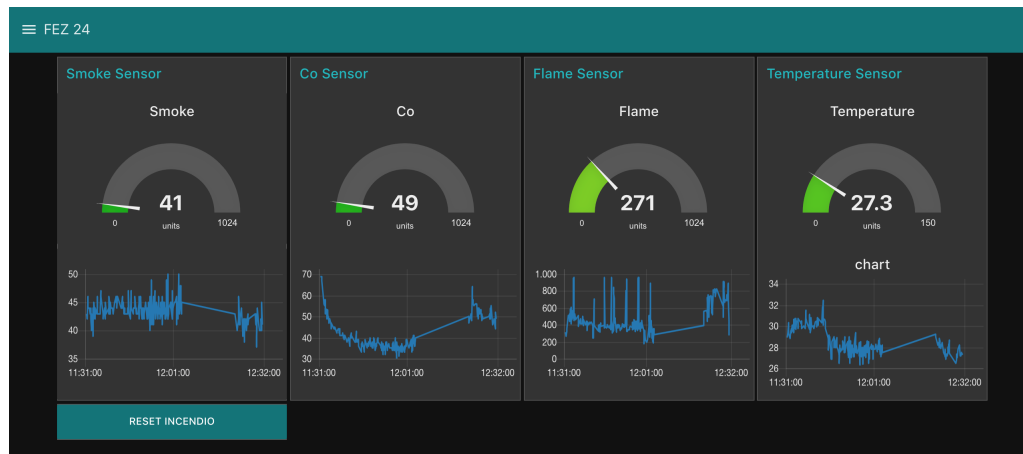 FEZ 24
Smoke Sensor
Smoke
41
units
0
1024
50
45
40
35
11:31:00
12:01:00
12:32:00
Co Sensor
Co
49
units
0
1024
70
60
50
40
30
11:31:00
12:01:00
12:32:00
Flame Sensor
Flame
271
units
0
1024
1.000
800
600
400
200
0
11:31:00
12:01:00
12:32:00
Temperature Sensor
Temperature
27.3
units
0
150
chart
34
32
30
28
26
11:31:00
12:01:00
12:32:00
RESET INCENDIO